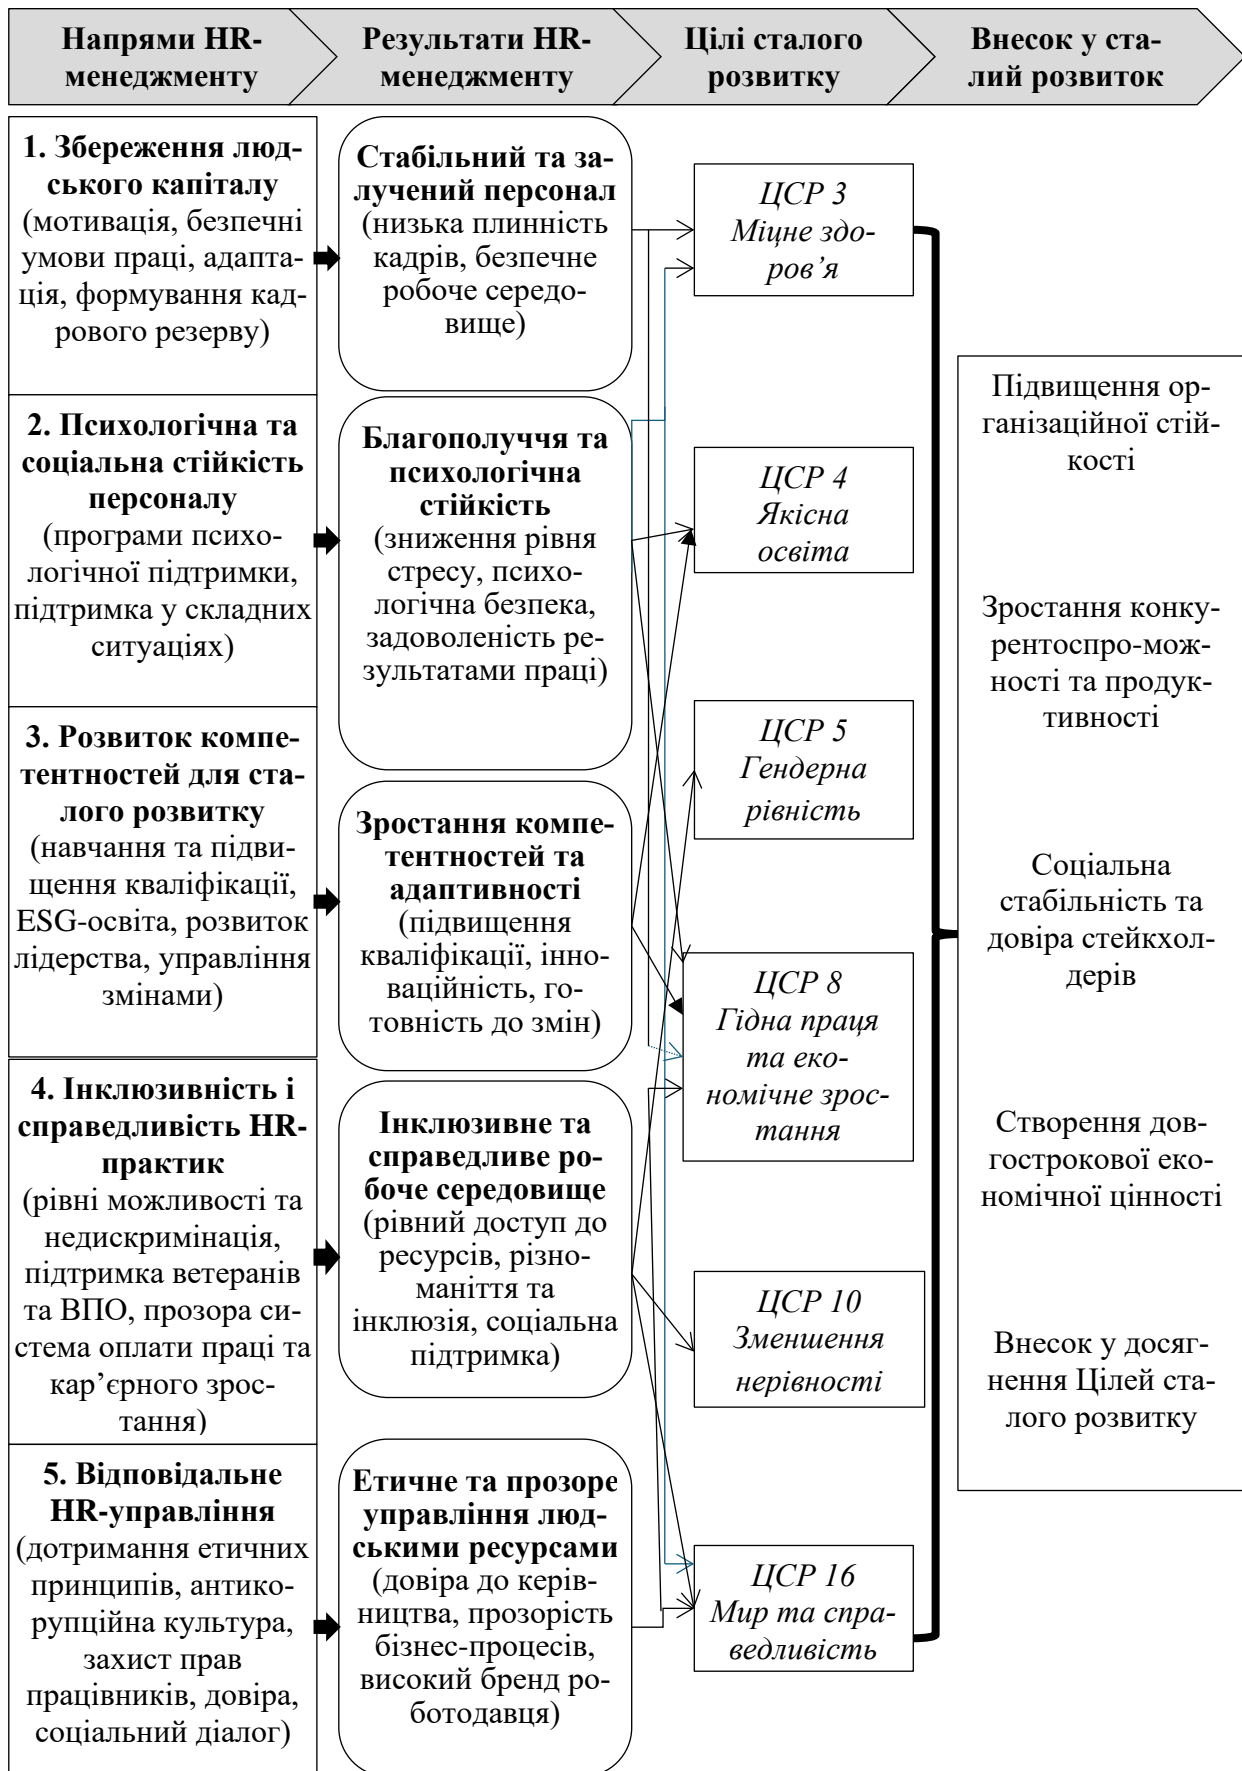 Напрями HR-
менеджменту
Результати HR-
менеджменту
Цілі сталого
розвитку
Внесок у ста-
лий розвиток
1. Збереження люд-
ського капіталу
(мотивація, безпечні
умови праці, адапта-
ція, формування кад-
рового резерву)
Стабільний та за-
лучений персонал
(низька плинність
кадрів, безпечне
робоче середо-
вище)
ЦСР 3
Міцне здо-
ров’я
2. Психологічна та
соціальна стійкість
персоналу
(програми психо-
логічної підтримки,
підтримка у складних
ситуаціях)
Благополуччя та
психологічна
стійкість
(зниження рівня
стресу, психо-
логічна безпека,
задоволеність ре-
зультатами праці)
ЦСР 4
Якісна
освіта
3. Розвиток компе-
тентностей для ста-
лого розвитку
(навчання та підви-
щення кваліфікації,
ESG-освіта, розвиток
лідерства, управління
змінами)
Зростання компе-
тентностей та
адаптивності
(підвищення
кваліфікації, інно-
ваційність, го-
товність до змін)
ЦСР 5
Гендерна
рівність
ЦСР 8
Гідна праця
та еко-
номічне зрос-
тання
4. Інклюзивність і
справедливість HR-
практик
(рівні можливості та
недискримінація,
підтримка ветеранів
та ВПО, прозора си-
стема оплати праці та
кар’єрного зрос-
тання)
Інклюзивне та
справедливе ро-
боче середовище
(рівний доступ до
ресурсів, різно-
маніття та
інклюзія, соціальна
підтримка)
ЦСР 10
Зменшення
нерівності
5. Відповідальне
HR-управління
(дотримання етичних
принципів, антико-
рупційна культура,
захист прав
працівників, довіра,
соціальний діалог)
Етичне та прозоре
управління люд-
ськими ресурсами
(довіра до керів-
ництва, прозорість
бізнес-процесів,
високий бренд ро-
ботодавця)
ЦСР 16
Мир та спра-
ведливість
Підвищення ор-
ганізаційної стій-
кості
Зростання конку-
рентоспро-мож-
ності та продук-
тивності
Соціальна
стабільність та
довіра стейкхол-
дерів
Створення дов-
гострокової еко-
номічної цінності
Внесок у досяг-
нення Цілей ста-
лого розвитку